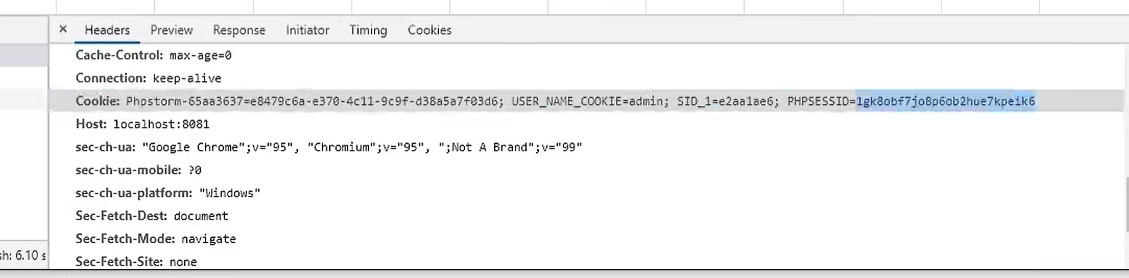 × Headers Preview Response Initiator Timing Cookies
Cache-Control: max-age=0
Connection: keep-alive
Cookie: Phpstorm-65aa3637=e8479c6a-e370-4c11-9c9f-d38a5a7f03d6; USER_NAME_COOKIE=admin; SID_1=e2aa1ae6; PHPSESSID=1gk8obf7jo8p6ob2hue7kpeik6
Host: localhost:8081
sec-ch-ua: "Google Chrome";v="95", "Chromium";v="95", ";Not A Brand";v="99"
sec-ch-ua-mobile: ?0
sec-ch-ua-platform: "Windows"
Sec-Fetch-Dest: document
Sec-Fetch-Mode: navigate
sh: 6.10 s
Sec-Fetch-Site: none